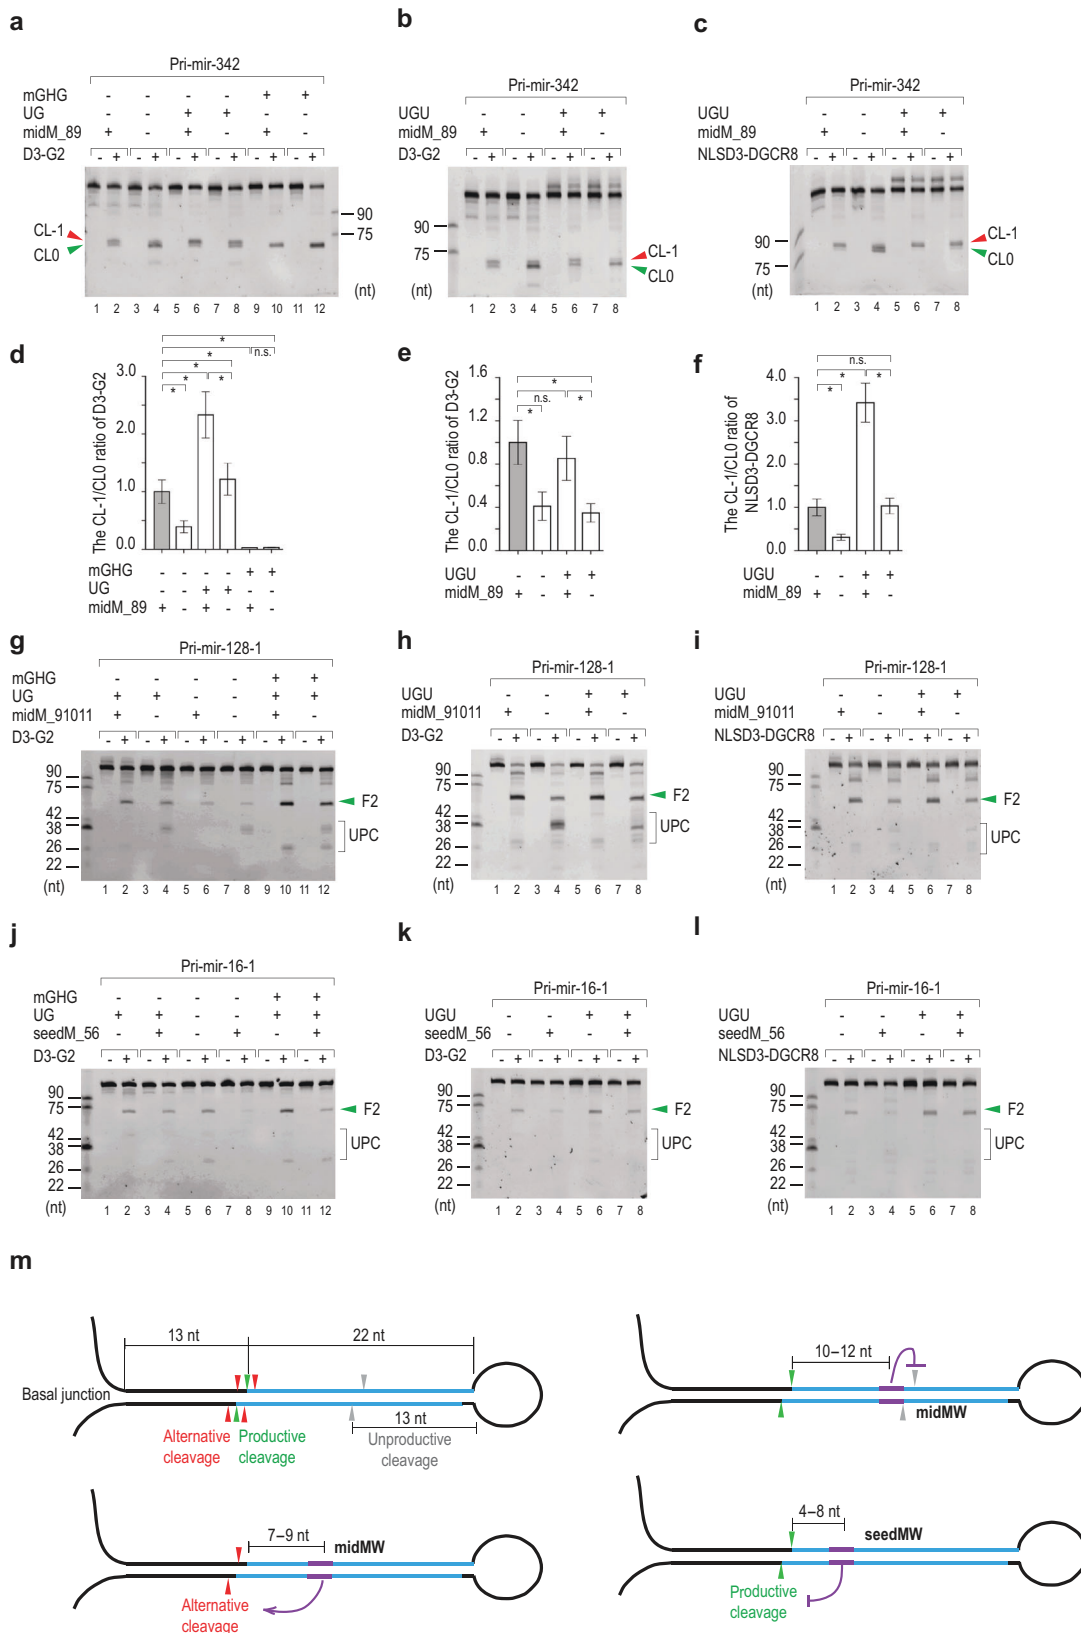 a
Pri-mir-342
mGHG - - - - + +
UG - - + + - -
midM_89 + - + - + -
D3-G2 - + - + - + - + - + - +
90
75
CL-1
CL0
(nt)
1 2 3 4 5 6 7 8 9 10 11 12
b
Pri-mir-342
UGU - - + +
midM_89 + - + -
D3-G2 - + - + - + - +
90
75
CL-1
CL0
(nt)
1 2 3 4 5 6 7 8
c
Pri-mir-342
UGU - - + +
midM_89 + - + -
NLSD3-DGCR8 - + - + - + - +
90
75
CL-1
CL0
(nt)
1 2 3 4 5 6 7 8
d
The CL-1/CL0 ratio of D3-G2
3.0
2.0
1.0
0.0
* n.s.
*
*
* *
mGHG - - - - + +
UG - - + + - -
midM_89 + - + - + -
e
The CL-1/CL0 ratio of D3-G2
1.6
1.2
0.8
0.4
0.0
*
n.s.
* *
UGU - - + +
midM_89 + - + -
f
The CL-1/CL0 ratio of
NLSD3-DGCR8
4.0
3.0
2.0
1.0
0.0
n.s.
* *
*
UGU - - + +
midM_89 + - + -
g
Pri-mir-128-1
mGHG - - - - + +
UG + + - - + +
midM_91011 + - + - + -
D3-G2 - + - + - + - + - + - +
90
75
42
38
26
22
F2
UPC
(nt)
1 2 3 4 5 6 7 8 9 10 11 12
h
Pri-mir-128-1
UGU - - + +
midM_91011 + - + -
D3-G2 - + - + - + - +
90
75
42
38
26
22
F2
UPC
(nt)
1 2 3 4 5 6 7 8
i
Pri-mir-128-1
UGU - - + +
midM_91011 + - + -
NLSD3-DGCR8 - + - + - + - +
90
75
42
38
26
22
F2
UPC
(nt)
1 2 3 4 5 6 7 8
j
Pri-mir-16-1
mGHG - - - - + +
UG + + - - + +
seedM_56 - + - + - +
D3-G2 - + - + - + - + - + - +
90
75
42
38
26
22
F2
UPC
(nt)
1 2 3 4 5 6 7 8 9 10 11 12
k
Pri-mir-16-1
UGU - - + +
seedM_56 - + - +
D3-G2 - + - + - + - +
90
75
42
38
26
22
F2
UPC
(nt)
1 2 3 4 5 6 7 8
l
Pri-mir-16-1
UGU - - + +
seedM_56 - + - +
NLSD3-DGCR8 - + - + - + - +
90
75
42
38
26
22
F2
UPC
(nt)
1 2 3 4 5 6 7 8
m
13 nt 22 nt
Basal junction
13 nt
Alternative
cleavage
Productive
cleavage
Unproductive
cleavage
10–12 nt
midMW
7–9 nt
midMW
Alternative
cleavage
4–8 nt
seedMW
Productive
cleavage